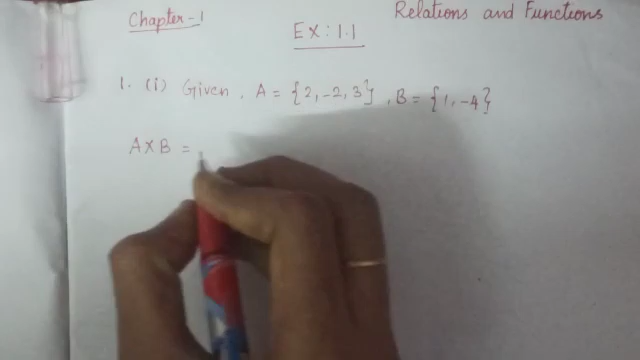 Chapter-1
Relations and Functions
Ex: 1.1
1. (i) Given. A = {2,-2,3}, B = {1,-4}
A×B =